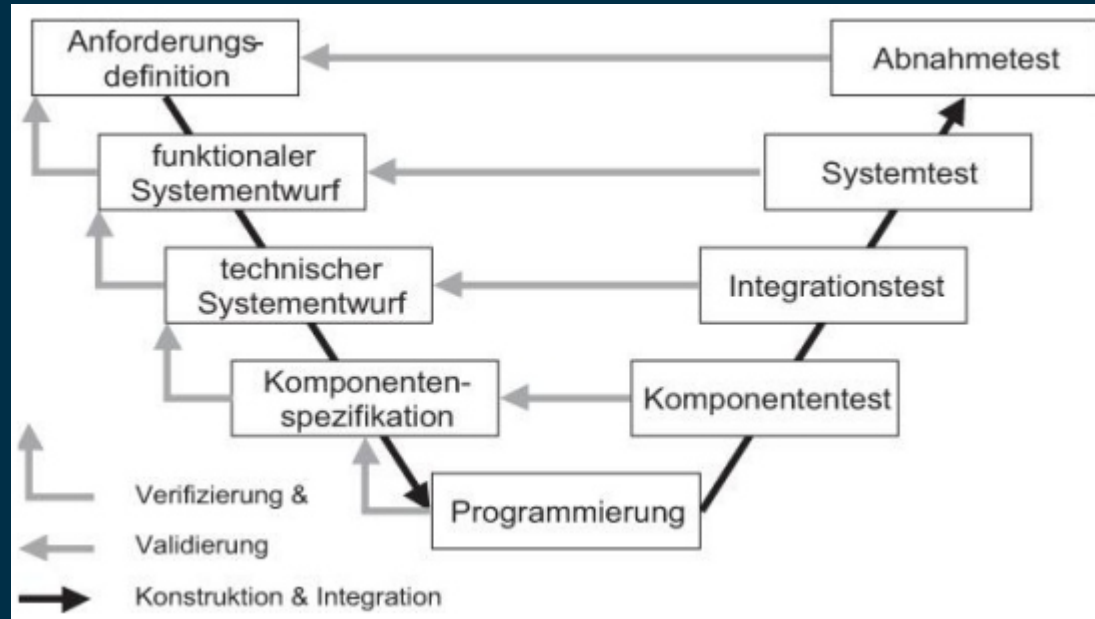 Anforderungs-
definition
Abnahmetest
funktionaler
Systementwurf
Systemtest
technischer
Systementwurf
Integrationstest
Komponenten-
spezifikation
Komponententest
Programmierung
Verifizierung &
Validierung
Konstruktion & Integration